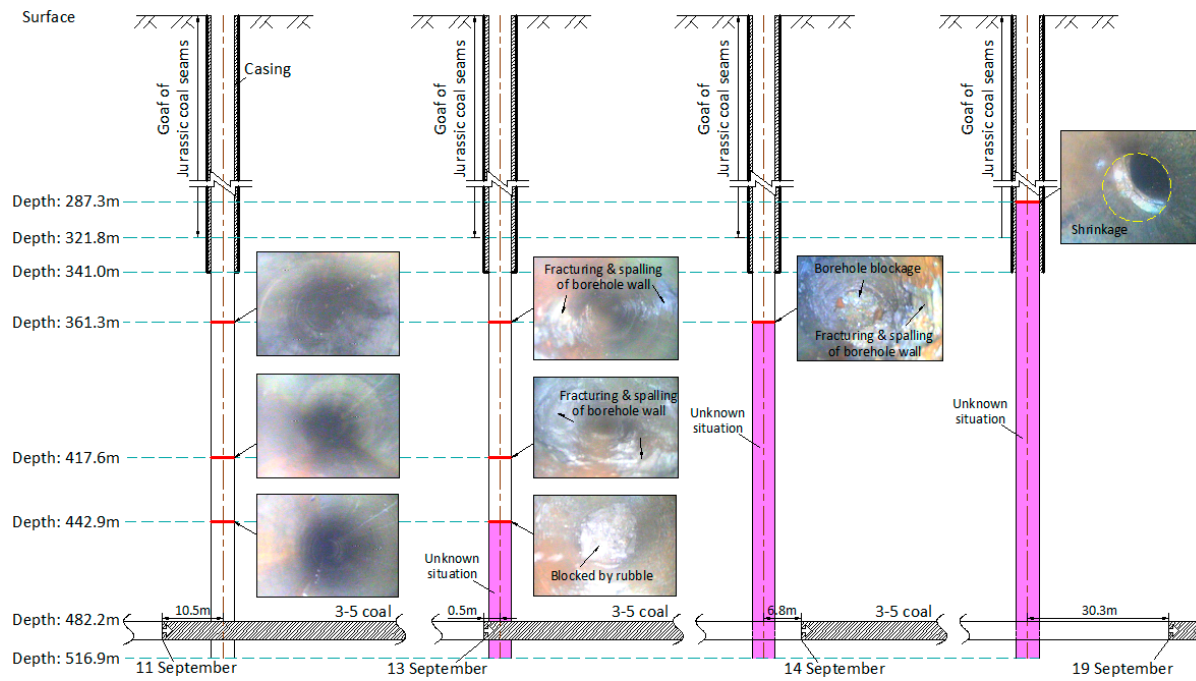 Surface
Casing
Goaf of
Jurassic coal seams
Goaf of
Jurassic coal seams
Goaf of
Jurassic coal seams
Goaf of
Jurassic coal seams
Depth: 287.3m
Shrinkage
Depth: 321.8m
Depth: 341.0m
Fracturing & spalling
of borehole wall
Borehole blockage
Fracturing & spalling
of borehole wall
Depth: 361.3m
Fracturing & spalling
of borehole wall
Unknown
situation
Unknown
situation
Depth: 417.6m
Depth: 442.9m
Unknown
situation
Blocked by rubble
Depth: 482.2m
10.5m
3-5 coal
0.5m
3-5 coal
6.8m
3-5 coal
30.3m
Depth: 516.9m
11 September
13 September
14 September
19 September